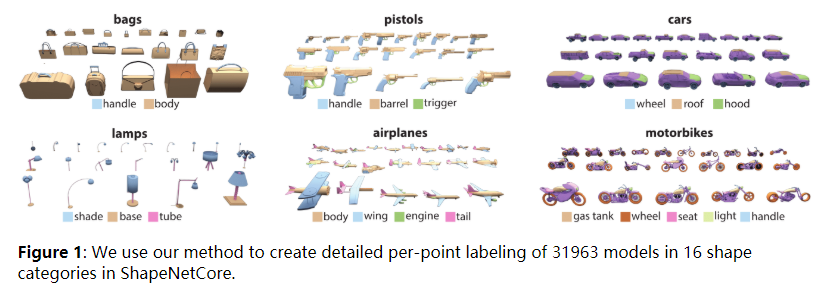 bags
pistols
cars
handle body
handle barrel trigger
wheel roof hood
lamps
airplanes
motorbikes
shade base tube
body wing engine tail
gas tank wheel seat light handle
Figure 1: We use our method to create detailed per-point labeling of 31963 models in 16 shape
categories in ShapeNetCore.